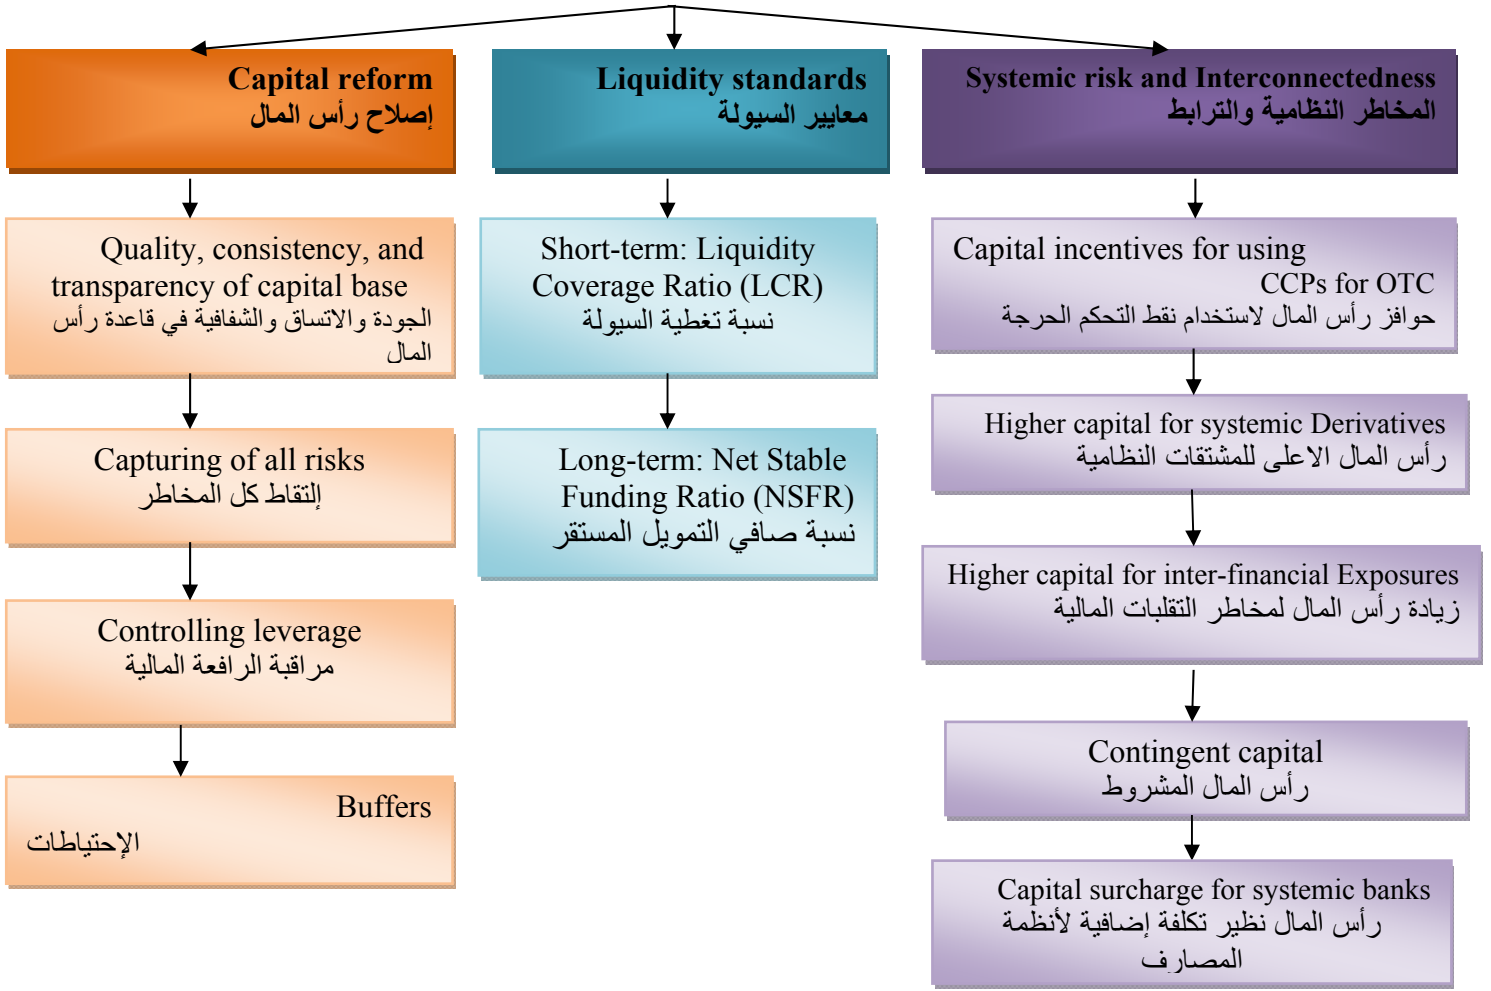 Capital reform
إصلاح رأس المال
Quality, consistency, and
transparency of capital base
الجودة والاتساق والشفافية في قاعدة رأس
المال
Capturing of all risks
إلتقاط كل المخاطر
Controlling leverage
مراقبة الرافعة المالية
Buffers
الإحتياطات
Liquidity standards
معايير السيولة
Short-term: Liquidity
Coverage Ratio (LCR)
نسبة تغطية السيولة
Long-term: Net Stable
Funding Ratio (NSFR)
نسبة صافي التمويل المستقر
Systemic risk and Interconnectedness
المخاطر النظامية والترابط
Capital incentives for using
CCPs for OTC
حوافز رأس المال لاستخدام نقط التحكم الحرجة
Higher capital for systemic Derivatives
رأس المال الاعلى للمشتقات النظامية
Higher capital for inter-financial Exposures
زيادة رأس المال لمخاطر التقلبات المالية
Contingent capital
رأس المال المشروط
Capital surcharge for systemic banks
رأس المال نظير تكلفة إضافية لأنظمة
المصارف